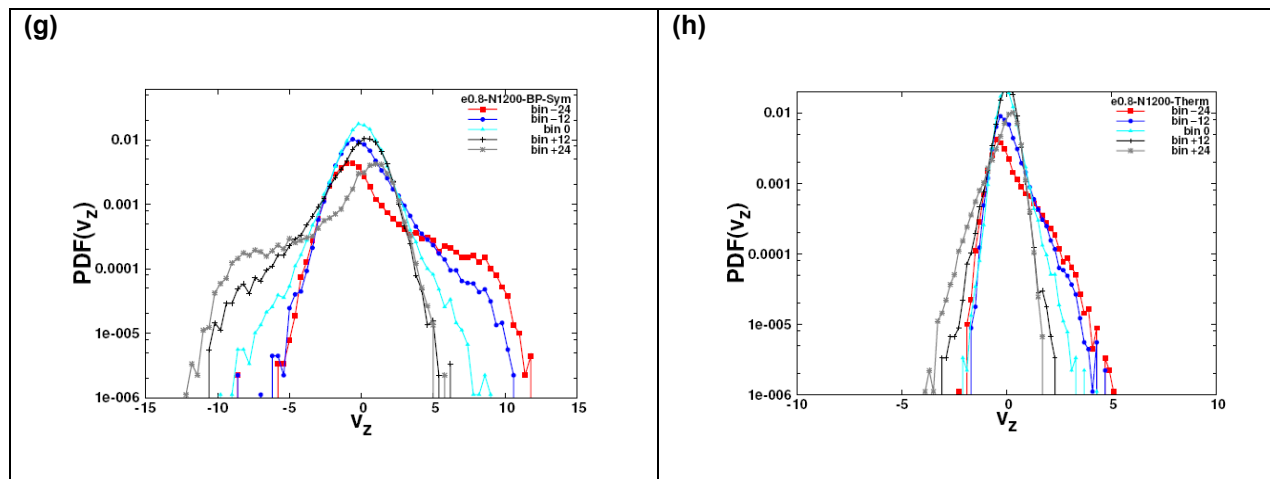 (g)
e0.8-N1200-BP-Sym
bin −24
bin −12
bin 0
bin +12
bin +24
PDF(vz)
0.01
0.001
0.0001
1e-005
1e-006
-15
-10
-5
0
5
10
15
vz
(h)
e0.8-N1200-Therm
bin −24
bin −12
bin 0
bin +12
bin +24
PDF(vz)
0.01
0.001
0.0001
1e-005
1e-006
-10
-5
0
5
10
vz